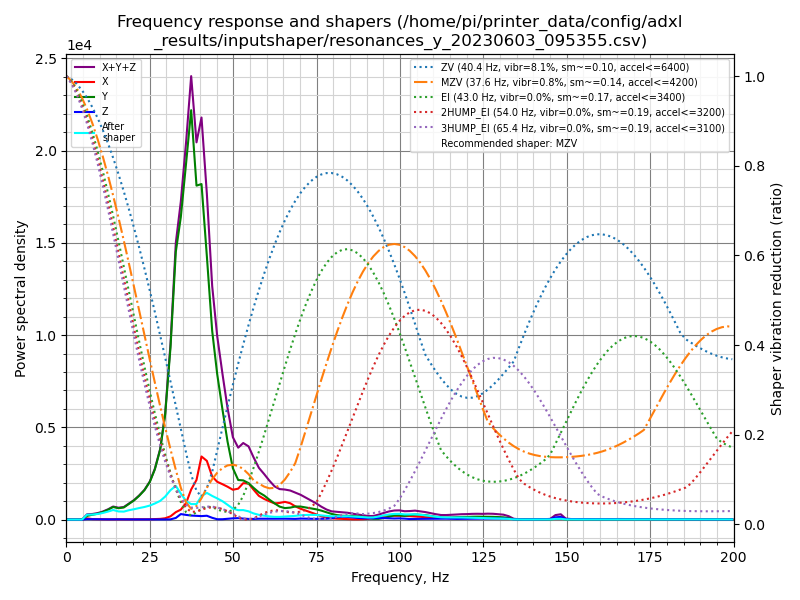 Frequency response and shapers (/home/pi/printer_data/config/adxl
_results/inputshaper/resonances_y_20230603_095355.csv)
1e4
2.5
2.0
1.5
1.0
0.5
0.0
Power spectral density
X+Y+Z
X
Y
Z
After
shaper
ZV (40.4 Hz, vibr=8.1%, sm~=0.10, accel<=6400)
MZV (37.6 Hz, vibr=0.8%, sm~=0.14, accel<=4200)
EI (43.0 Hz, vibr=0.0%, sm~=0.17, accel<=3400)
2HUMP_EI (54.0 Hz, vibr=0.0%, sm~=0.19, accel<=3200)
3HUMP_EI (65.4 Hz, vibr=0.0%, sm~=0.19, accel<=3100)
Recommended shaper: MZV
1.0
0.8
0.6
0.4
0.2
0.0
Shaper vibration reduction (ratio)
0 25 50 75 100 125 150 175 200
Frequency, Hz